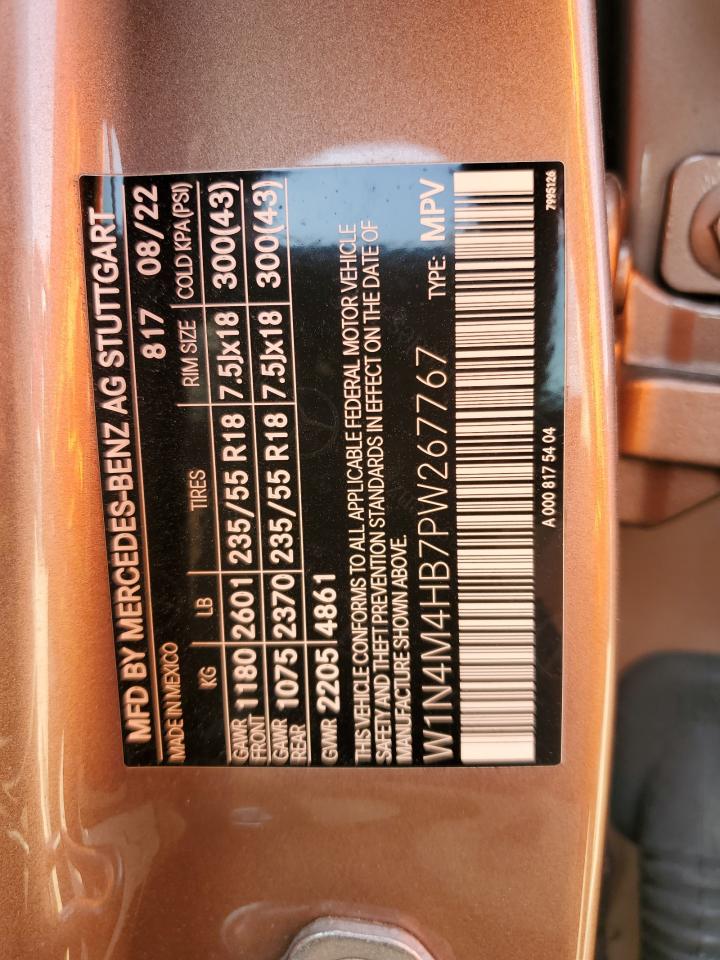 MFD BY MERCEDES-BENZ AG STUTTGART
MADE IN MEXICO 817 08/22
KG LB TIRES RIM SIZE COLD KPA(PSI)
GAWR FRONT 1180 2601 235/55 R18 7.5Jx18 300(43)
GAWR REAR 1075 2370 235/55 R18 7.5Jx18 300(43)
GWR 2205 4861
THIS VEHICLE CONFORMS TO ALL APPLICABLE FEDERAL MOTOR VEHICLE
SAFETY AND THEFT PREVENTION STANDARDS IN EFFECT ON THE DATE OF
MANUFACTURE SHOWN ABOVE.
W1N4M4HB7PW267767 TYPE: MPV
A 000 817 54 04 7995126